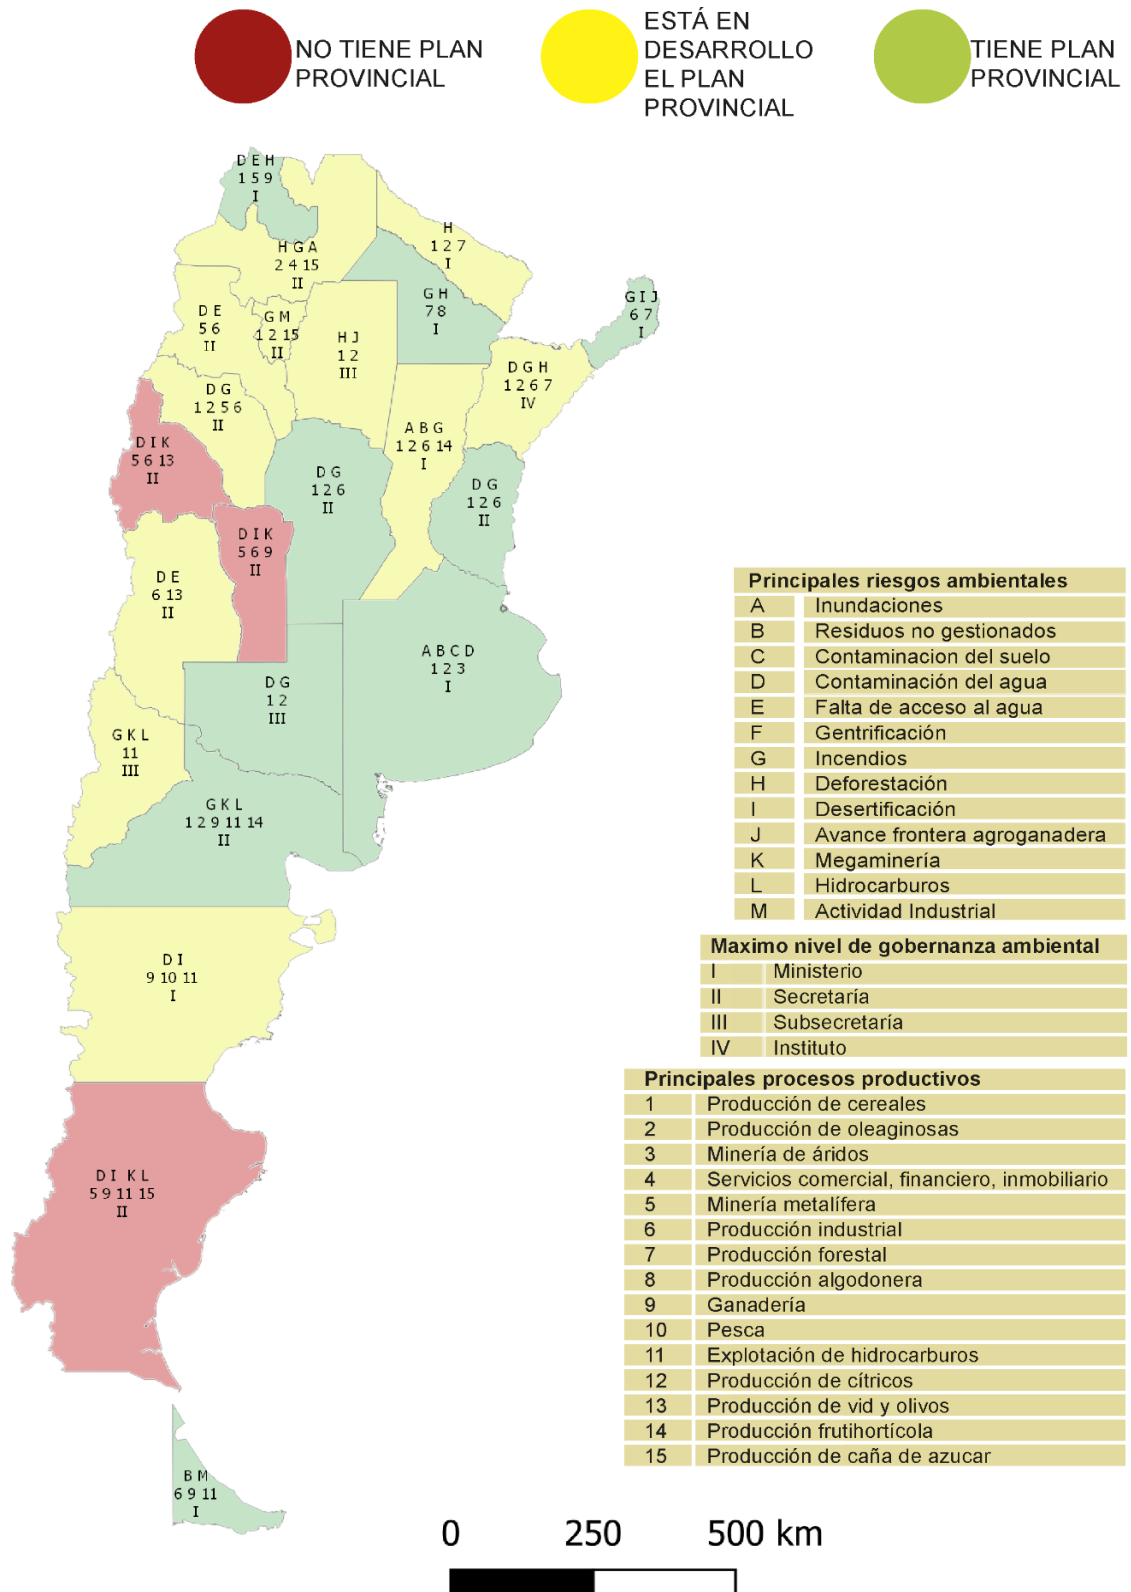 NO TIENE PLAN
PROVINCIAL
ESTÁ EN
DESARROLLO
EL PLAN
PROVINCIAL
TIENE PLAN
PROVINCIAL
D E H
1 5 9
I
H G A
2 4 15
II
H
1 2 7
I
G H
7 8
I
G I J
6 7
I
D E
5 6
II
G M
1 2 15
II
H J
1 2
III
D G H
1 2 6 7
IV
D G
1 2 5 6
II
A B G
1 2 6 14
I
D I K
5 6 13
II
D G
1 2 6
II
D G
1 2 6
II
D I K
5 6 9
II
D E
6 13
II
A B C D
1 2 3
I
D G
1 2
III
G K L
11
III
G K L
1 2 9 11 14
II
D I
9 10 11
I
D I K L
5 9 11 15
II
B M
6 9 11
I
Principales riesgos ambientales
A Inundaciones
B Residuos no gestionados
C Contaminacion del suelo
D Contaminación del agua
E Falta de acceso al agua
F Gentrificación
G Incendios
H Deforestación
I Desertificación
J Avance frontera agroganadera
K Megaminería
L Hidrocarburos
M Actividad Industrial
Maximo nivel de gobernanza ambiental
I Ministerio
II Secretaría
III Subsecretaría
IV Instituto
Principales procesos productivos
1 Producción de cereales
2 Producción de oleaginosas
3 Minería de áridos
4 Servicios comercial, financiero, inmobiliario
5 Minería metalífera
6 Producción industrial
7 Producción forestal
8 Producción algodonera
9 Ganadería
10 Pesca
11 Explotación de hidrocarburos
12 Producción de cítricos
13 Producción de vid y olivos
14 Producción frutihortícola
15 Producción de caña de azucar
0 250 500 km